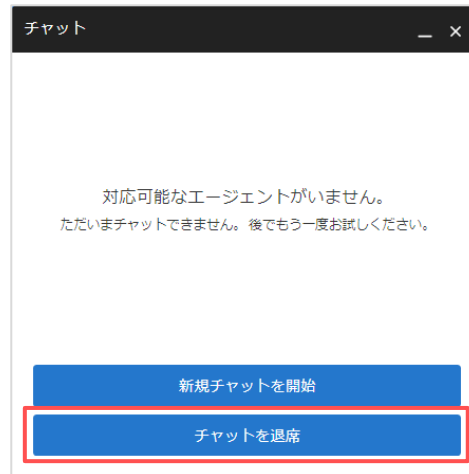 チャット
対応可能なエージェントがいません。
ただいまチャットできません。後でもう一度お試しください。
新規チャットを開始
チャットを退席